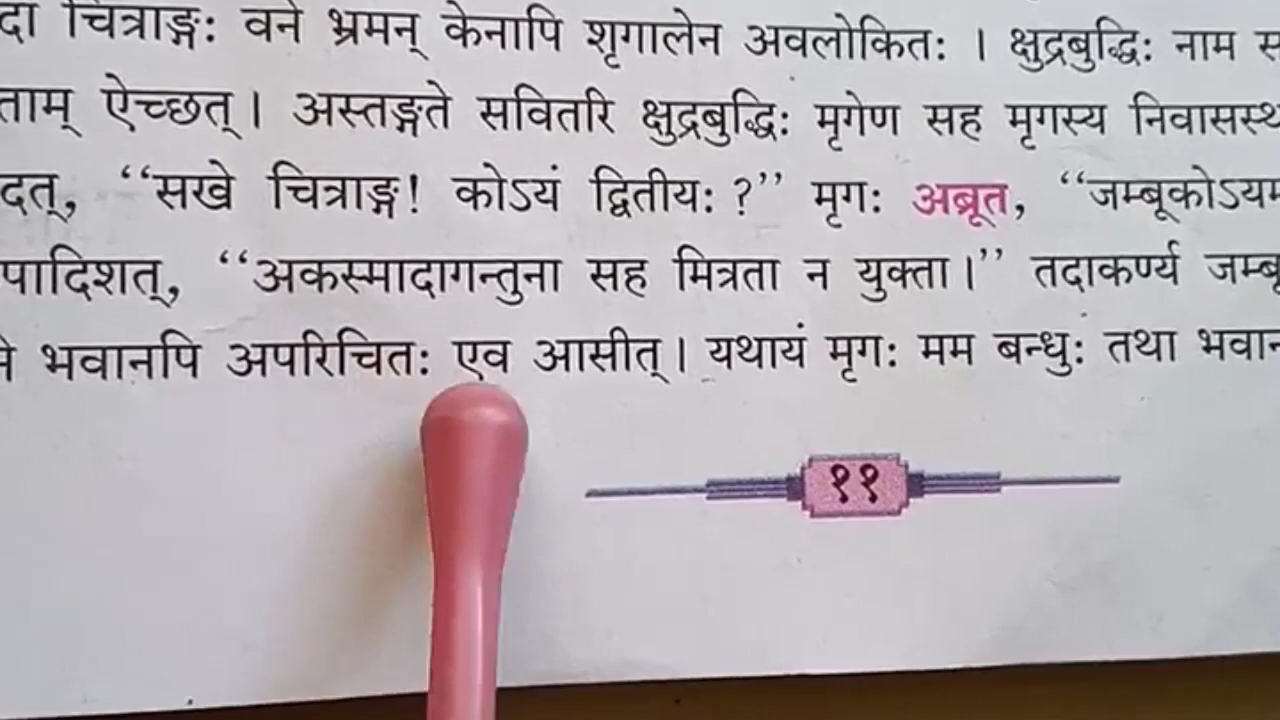 दा चित्राङ्गः वने भ्रमन् केनापि शृगालेन अवलोकितः । क्षुद्रबुद्धिः नाम स
ताम् ऐच्छत् । अस्तङ्गते सवितरि क्षुद्रबुद्धिः मृगेण सह मृगस्य निवासस्थ
दत्, “सखे चित्राङ्ग! कोऽयं द्वितीयः ?” मृगः अब्रूत, “जम्बूकोऽयम
पादिशत्, “अकस्मादागन्तुना सह मित्रता न युक्ता ।” तदाकर्ण्य जम्बू
भवानपि अपरिचितः एव आसीत् । यथायं मृगः मम बन्धुः तथा भवान
११